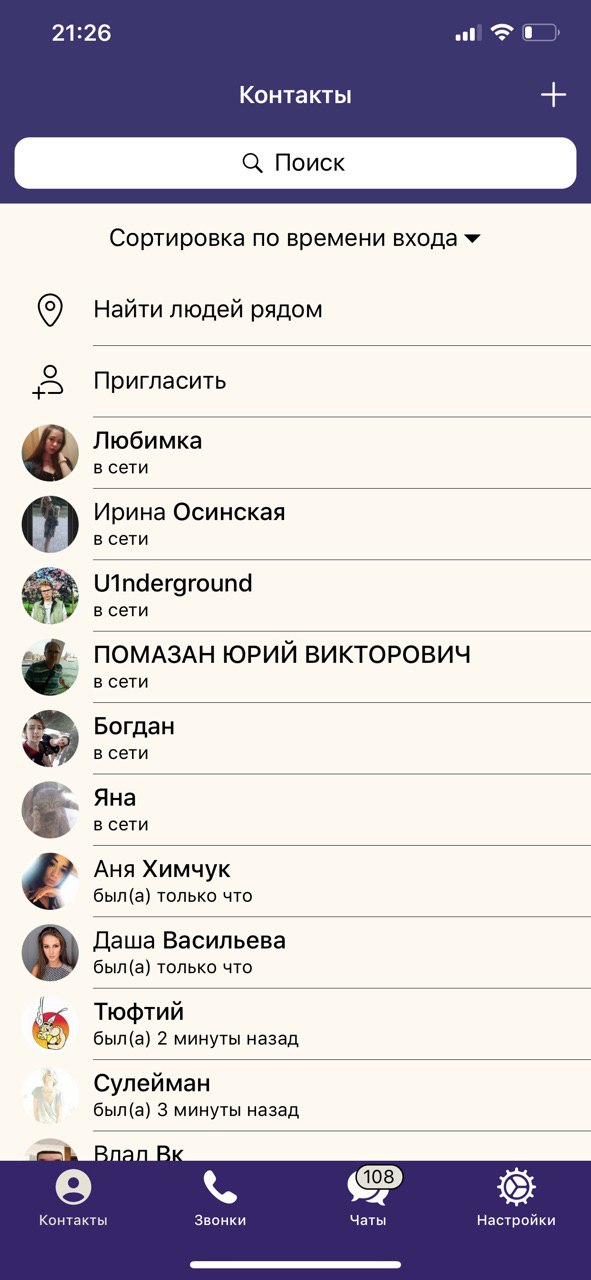 21:26
Контакты
Поиск
Сортировка по времени входа
Найти людей рядом
Пригласить
Любимка
в сети
Ирина Осинская
в сети
U1nderground
в сети
ПОМАЗАН ЮРИЙ ВИКТОРОВИЧ
в сети
Богдан
в сети
Яна
в сети
Аня Химчук
был(а) только что
Даша Васильева
был(а) только что
Тюфтий
был(а) 2 минуты назад
Сулейман
был(а) 3 минуты назад
Влад Вк
108
Контакты Звонки Чаты Настройки